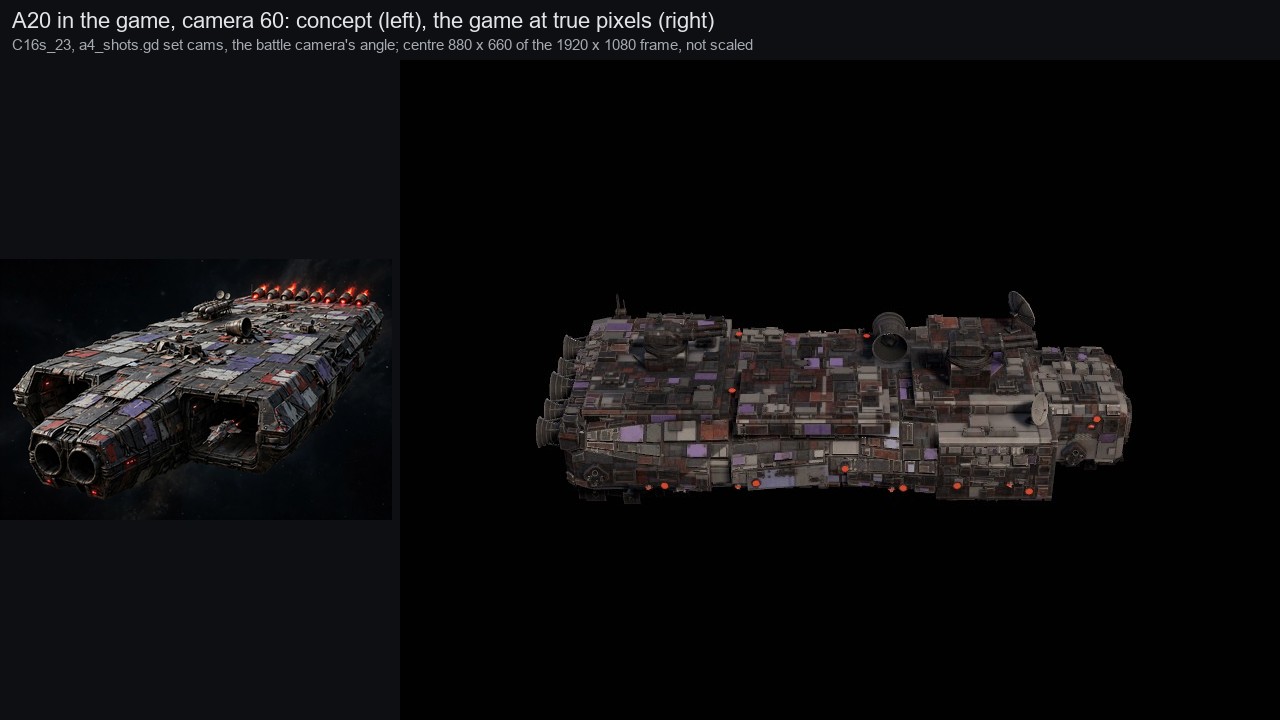 A20 in the game, camera 60: concept (left), the game at true pixels (right)
C16s_23, a4_shots.gd set cams, the battle camera's angle; centre 880 x 660 of the 1920 x 1080 frame, not scaled